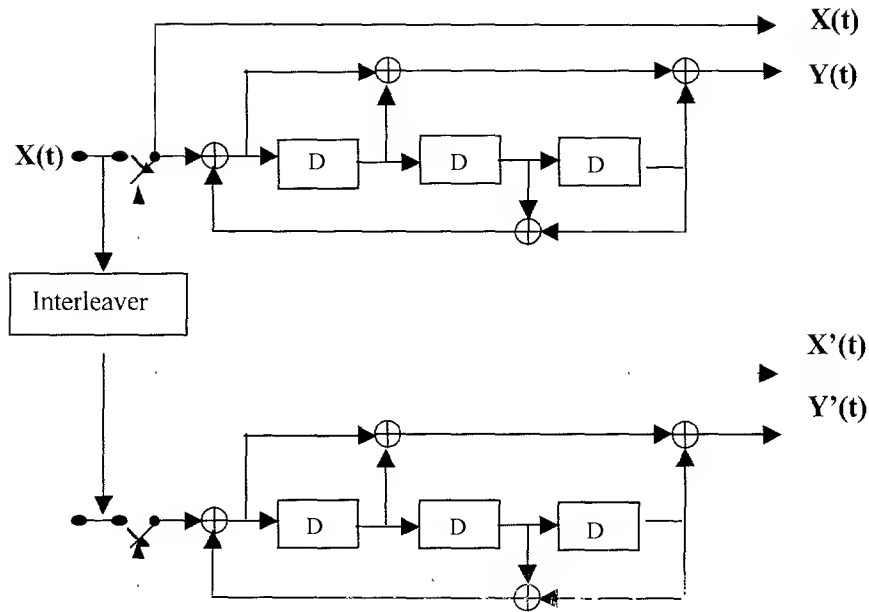 X(t)
Y(t)
X(t)
D
D
D
Interleaver
X’(t)
Y’(t)
D
D
D